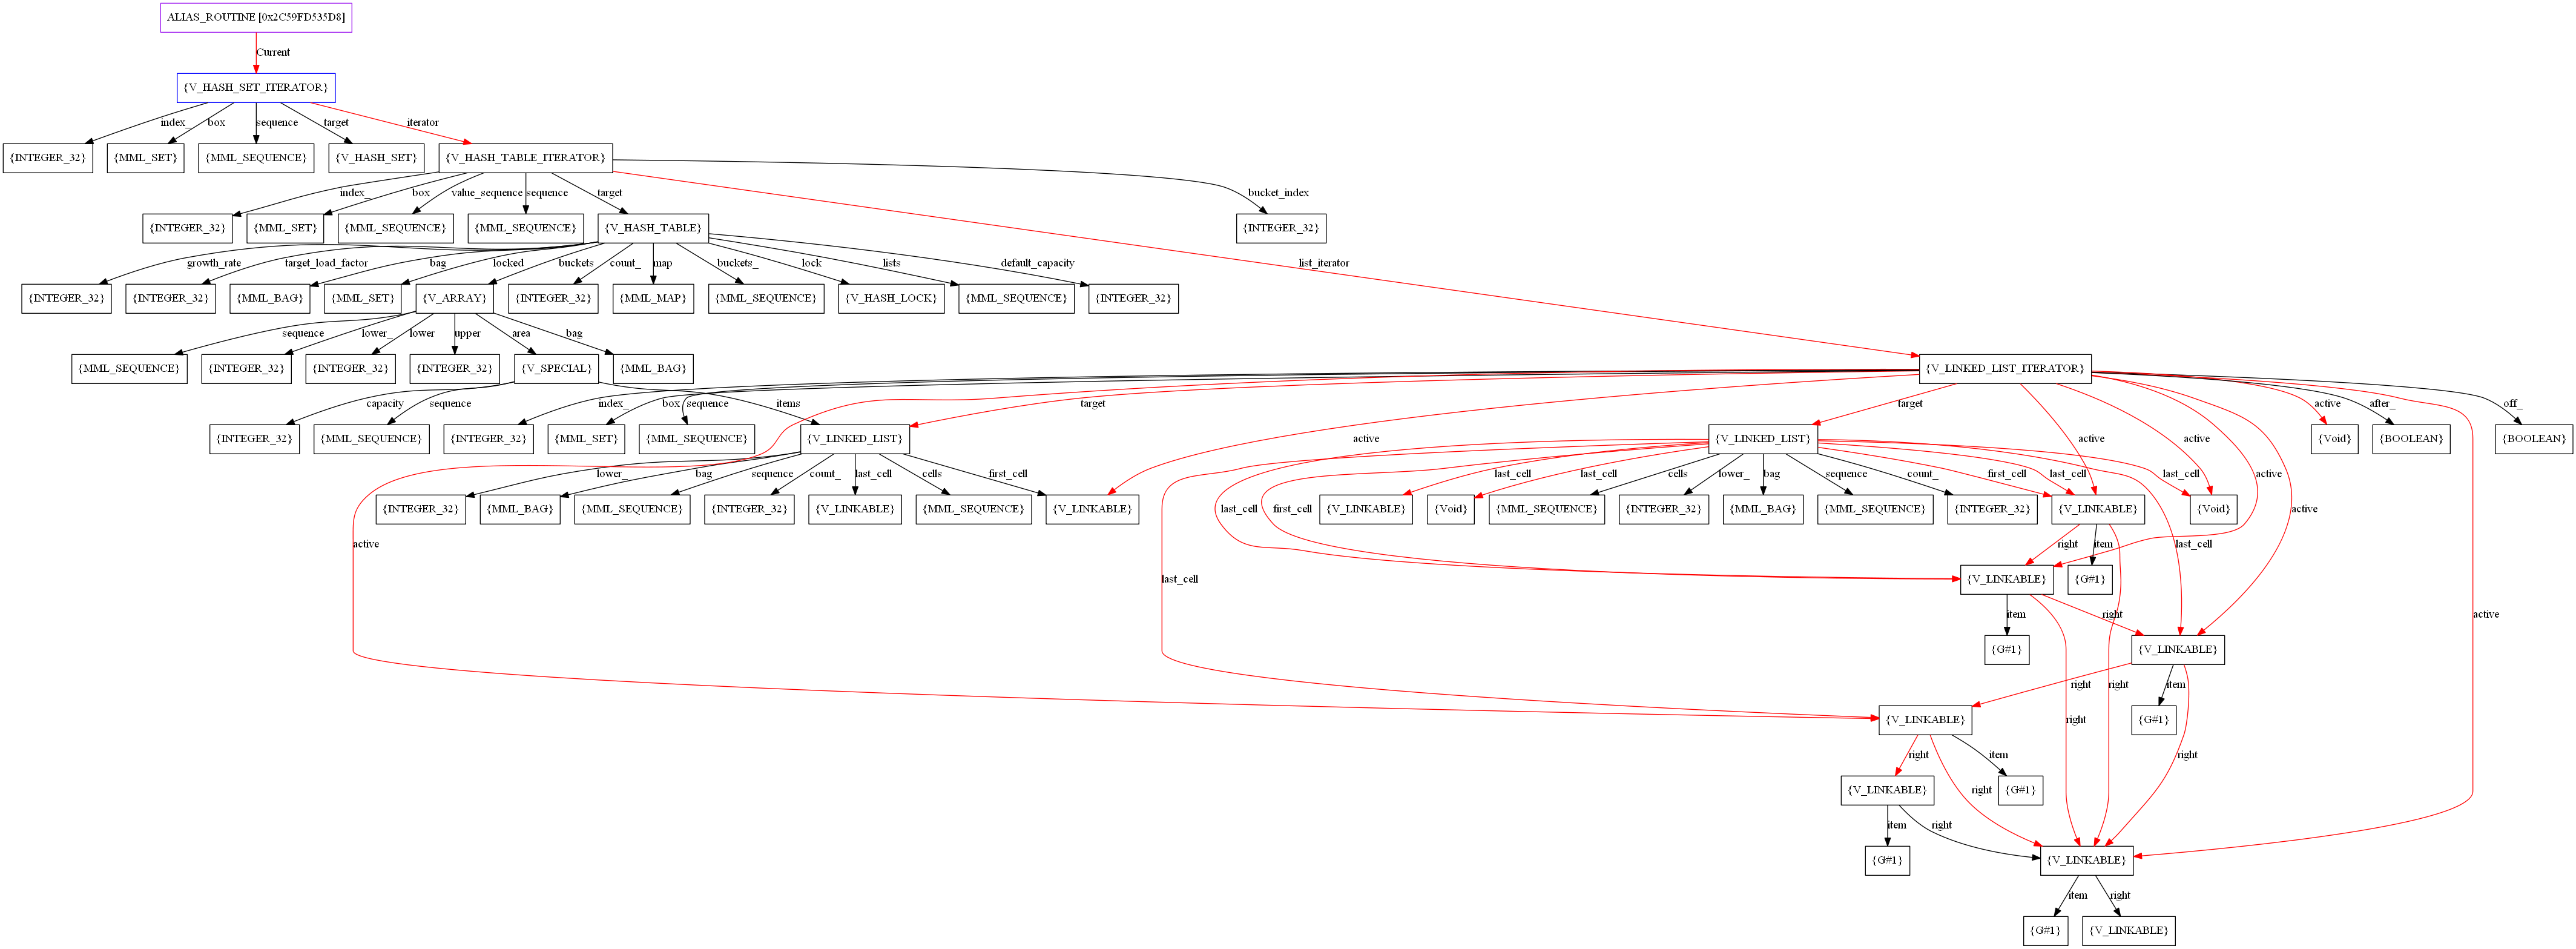 ALIAS_ROUTINE [0x2C59FD535D8]
Current
{V_HASH_SET_ITERATOR}
index_
box
sequence
target
iterator
{INTEGER_32}
{MML_SET}
{MML_SEQUENCE}
{V_HASH_SET}
{V_HASH_TABLE_ITERATOR}
index_
box
value_sequence
sequence
target
bucket_index
{INTEGER_32}
{MML_SET}
{MML_SEQUENCE}
{MML_SEQUENCE}
{V_HASH_TABLE}
{INTEGER_32}
growth_rate
target_load_factor
bag
locked
buckets
count_
map
buckets_
lock
lists
default_capacity
list_iterator
{INTEGER_32}
{INTEGER_32}
{MML_BAG}
{MML_SET}
{V_ARRAY}
{INTEGER_32}
{MML_MAP}
{MML_SEQUENCE}
{V_HASH_LOCK}
{MML_SEQUENCE}
{INTEGER_32}
sequence
lower_
lower
upper
area
bag
{MML_SEQUENCE}
{INTEGER_32}
{INTEGER_32}
{INTEGER_32}
{V_SPECIAL}
{MML_BAG}
{V_LINKED_LIST_ITERATOR}
capacity
sequence
index_
box
sequence
items
target
target
active
active
active
after_
off_
{INTEGER_32}
{MML_SEQUENCE}
{INTEGER_32}
{MML_SET}
{MML_SEQUENCE}
{V_LINKED_LIST}
{V_LINKED_LIST}
{Void}
{BOOLEAN}
{BOOLEAN}
active
lower_
bag
sequence
count_
last_cell
cells
first_cell
last_cell
last_cell
cells
lower_
bag
sequence
count_
first_cell
last_cell
last_cell
active
{INTEGER_32}
{MML_BAG}
{MML_SEQUENCE}
{INTEGER_32}
{V_LINKABLE}
{MML_SEQUENCE}
{V_LINKABLE}
last_cell
first_cell
{V_LINKABLE}
{Void}
{MML_SEQUENCE}
{INTEGER_32}
{MML_BAG}
{MML_SEQUENCE}
{INTEGER_32}
{V_LINKABLE}
{Void}
active
active
right
item
last_cell
last_cell
{V_LINKABLE}
{G#1}
item
right
active
{G#1}
{V_LINKABLE}
right
right
item
{V_LINKABLE}
right
{G#1}
right
right
item
right
{V_LINKABLE}
{G#1}
item
right
{G#1}
{V_LINKABLE}
item
right
{G#1}
{V_LINKABLE}